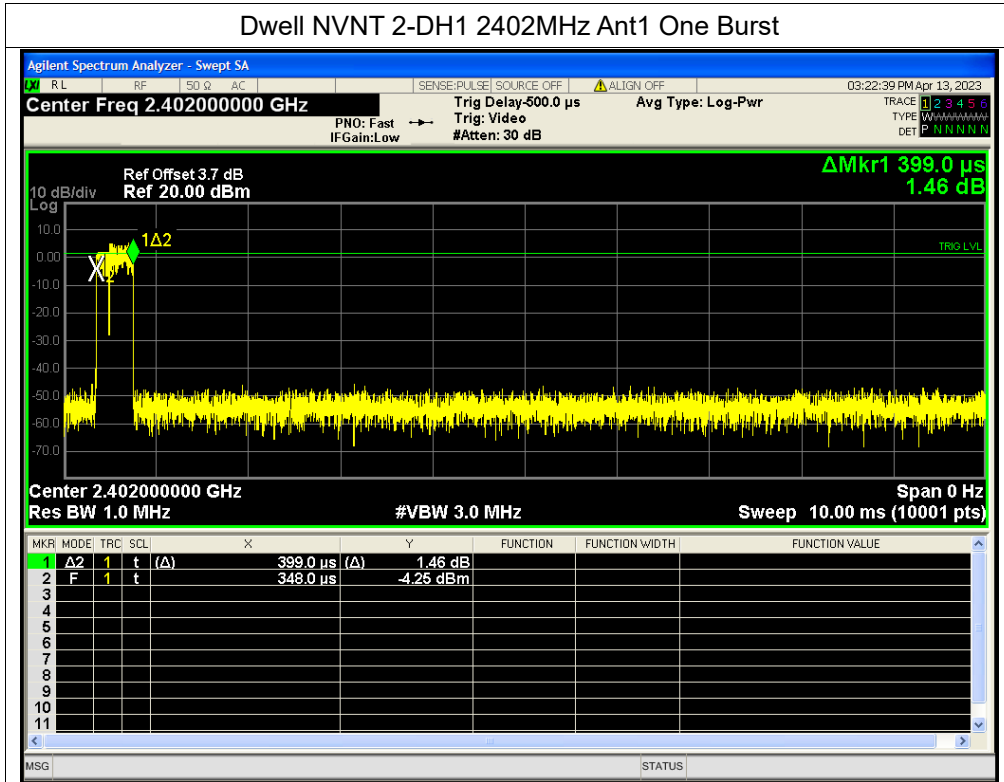 Dwell NVNT 2-DH1 2402MHz Ant1 One Burst
Agilent Spectrum Analyzer - Swept SA
LXI RL RF 50 Ω AC SENSE:PULSE SOURCE OFF ALIGN OFF 03:22:39 PM Apr 13, 2023
Center Freq 2.402000000 GHz Trig Delay-500.0 µs Avg Type: Log-Pwr TRACE 1 2 3 4 5 6
PNO: Fast Trig: Video TYPE WWWWWW
IFGain:Low #Atten: 30 dB DET P N N N N N
ΔMkr1 399.0 µs
1.46 dB
Ref Offset 3.7 dB
10 dB/div Ref 20.00 dBm
Log
10.0
1Δ2
TRIG LVL
0.00
X2
-10.0
-20.0
-30.0
-40.0
-50.0
-60.0
-70.0
Center 2.402000000 GHz Span 0 Hz
Res BW 1.0 MHz #VBW 3.0 MHz Sweep 10.00 ms (10001 pts)
MKR MODE TRC SCL X Y FUNCTION FUNCTION WIDTH FUNCTION VALUE
1 Δ2 1 t (Δ) 399.0 µs (Δ) 1.46 dB
2 F 1 t 348.0 µs -4.25 dBm
3
4
5
6
7
8
9
10
11
MSG STATUS